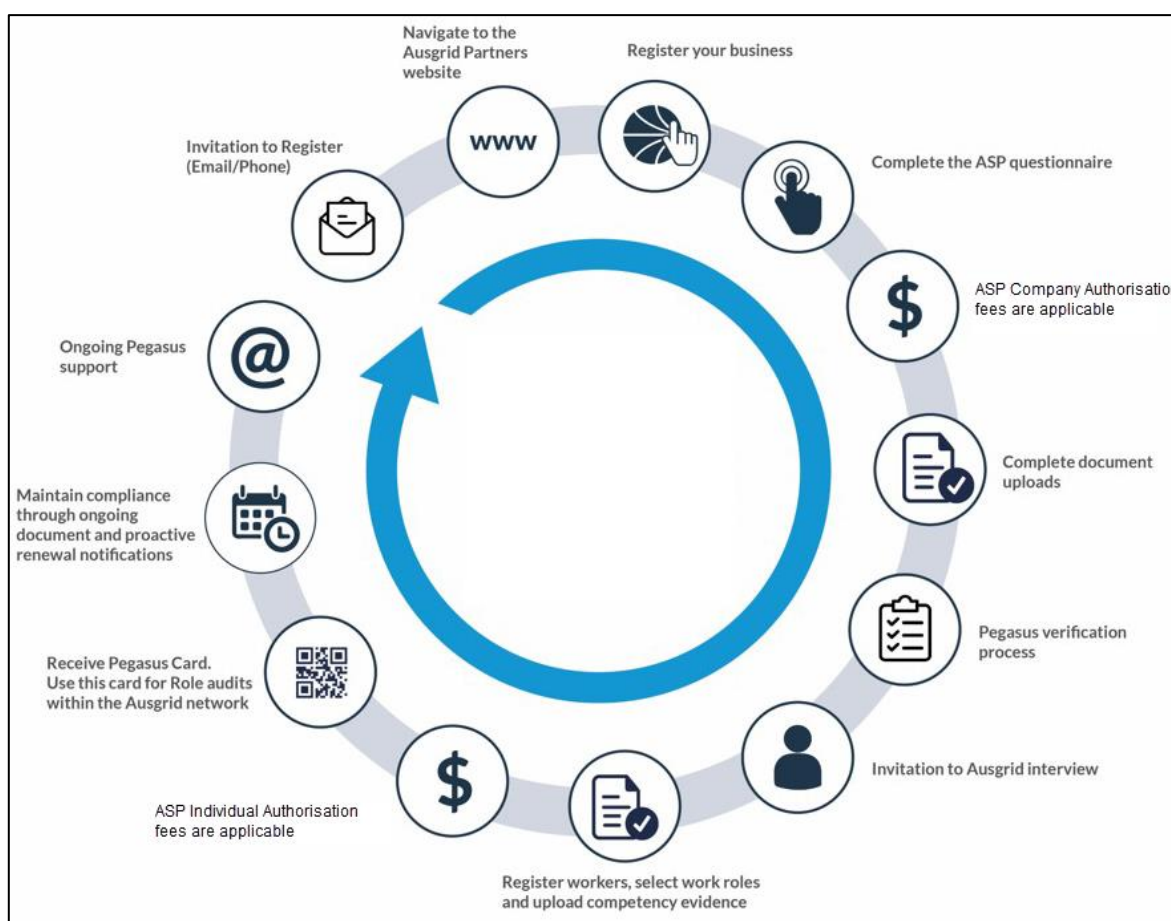 Navigate to the
Ausgrid Partners
website
www
Register your business
Invitation to Register
(Email/Phone)
Complete the ASP questionnaire
$
ASP Company Authorisatio
fees are applicable
Complete document
uploads
Pegasus verification
process
Invitation to Ausgrid interview
Register workers, select work roles
and upload competency evidence
$
ASP Individual Authorisation
fees are applicable
Receive Pegasus Card.
Use this card for Role audits
within the Ausgrid network
Maintain compliance
through ongoing
document and proactive
renewal notifications
@
Ongoing Pegasus
support